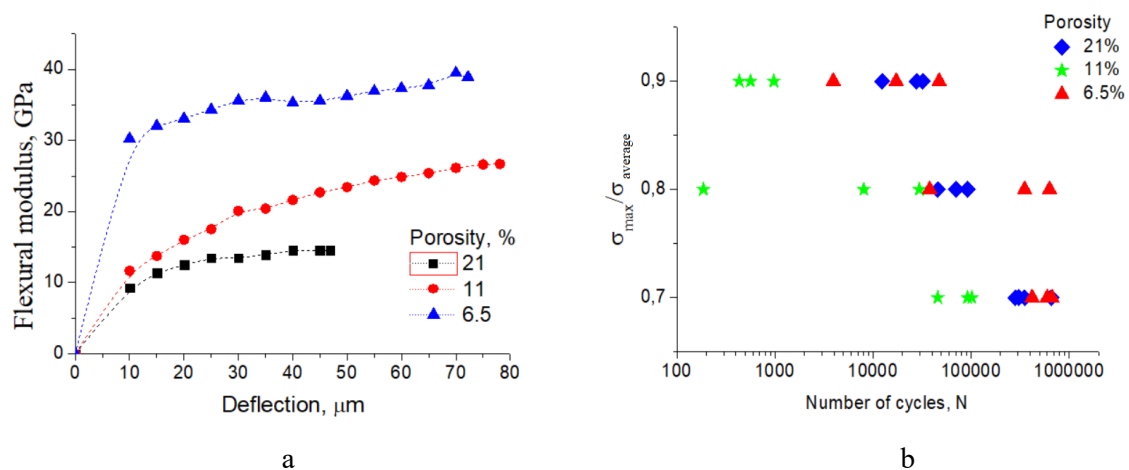 Flexural modulus, GPa
40
30
20
10
0
0 10 20 30 40 50 60 70 80
Deflection, μm
Porosity, %
21
11
6.5
a
σmax/σaverage
0,9
0,8
0,7
100 1000 10000 100000 1000000
Number of cycles, N
Porosity
21%
11%
6.5%
b